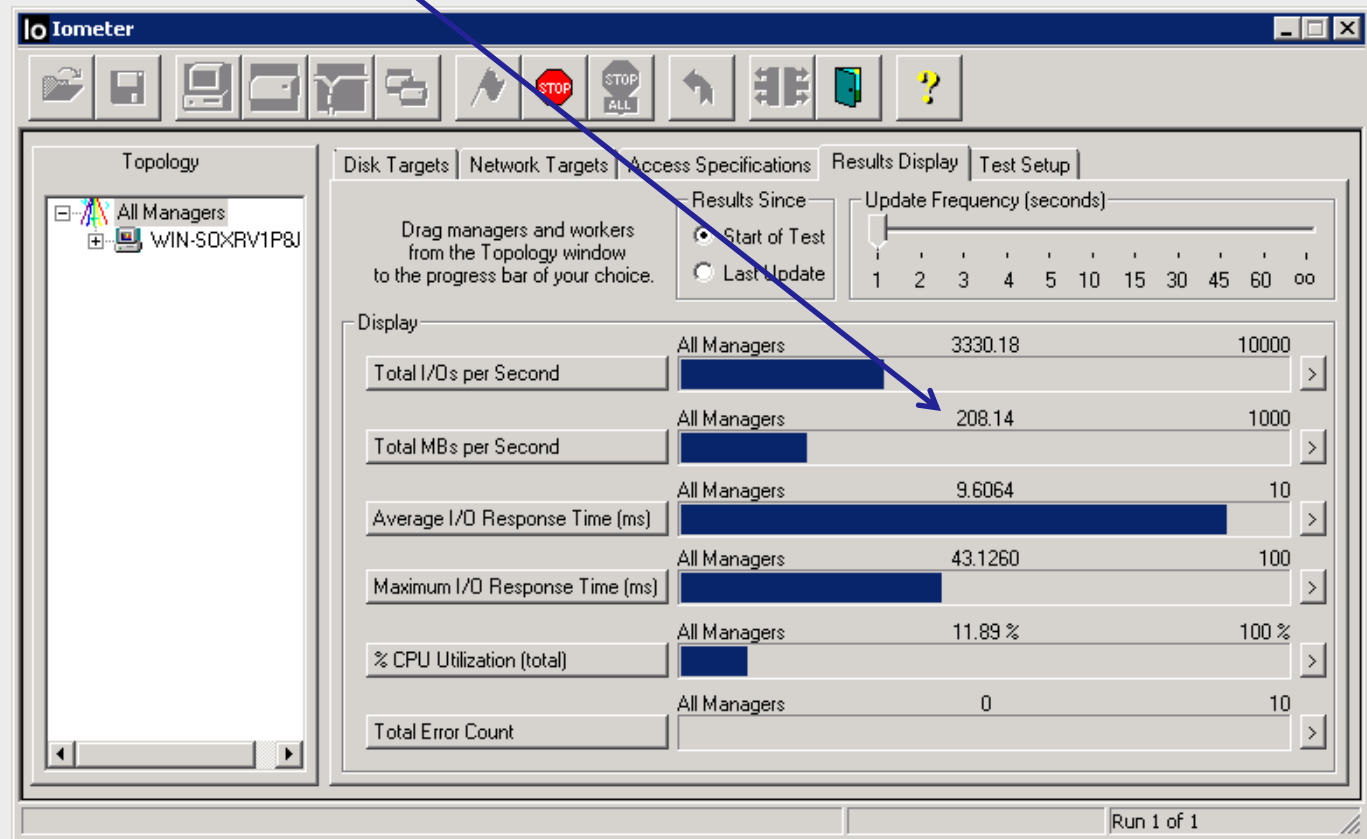 Io Iometer
STOP
STOP
ALL
?
Topology
All Managers
WIN-SOXRV1P8J
Disk Targets
Network Targets
Access Specifications
Results Display
Test Setup
Drag managers and workers
from the Topology window
to the progress bar of your choice.
Results Since
Start of Test
Last Update
Update Frequency (seconds)
1 2 3 4 5 10 15 30 45 60 oo
Display
All Managers 3330.18 10000
Total I/Os per Second >
All Managers 208.14 1000
Total MBs per Second >
All Managers 9.6064 10
Average I/O Response Time (ms) >
All Managers 43.1260 100
Maximum I/O Response Time (ms) >
All Managers 11.89 % 100 %
% CPU Utilization (total) >
All Managers 0 10
Total Error Count >
Run 1 of 1